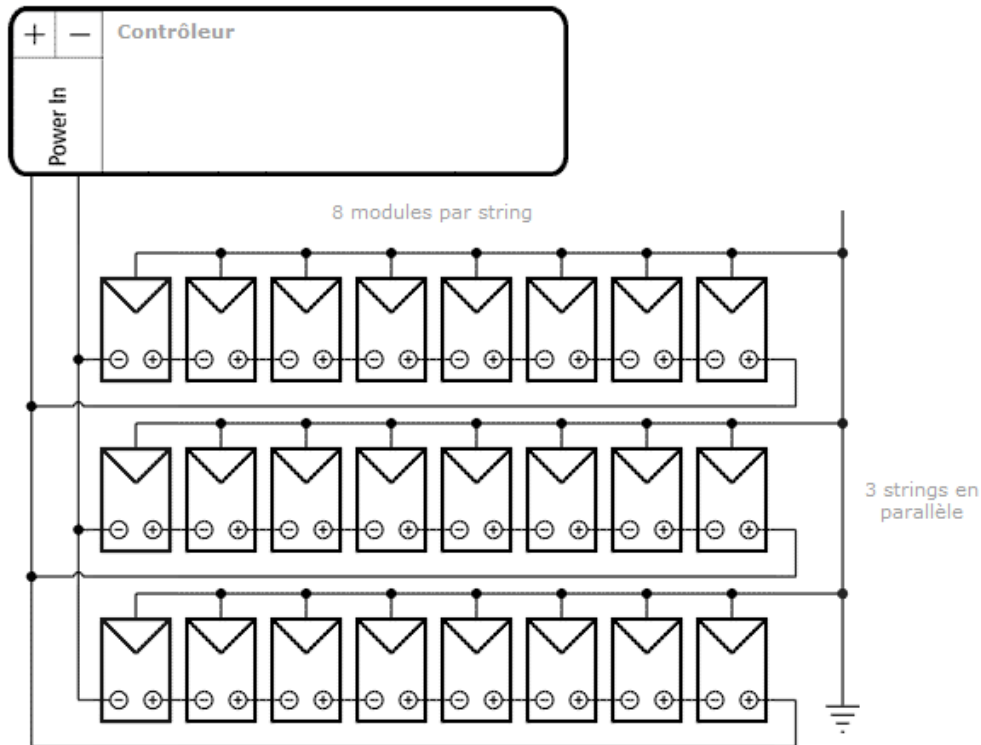 + − Contrôleur
Power In
8 modules par string
− + − + − + − + − + − + − + − +
− + − + − + − + − + − + − + − +
3 strings en
parallèle
− + − + − + − + − + − + − + − +